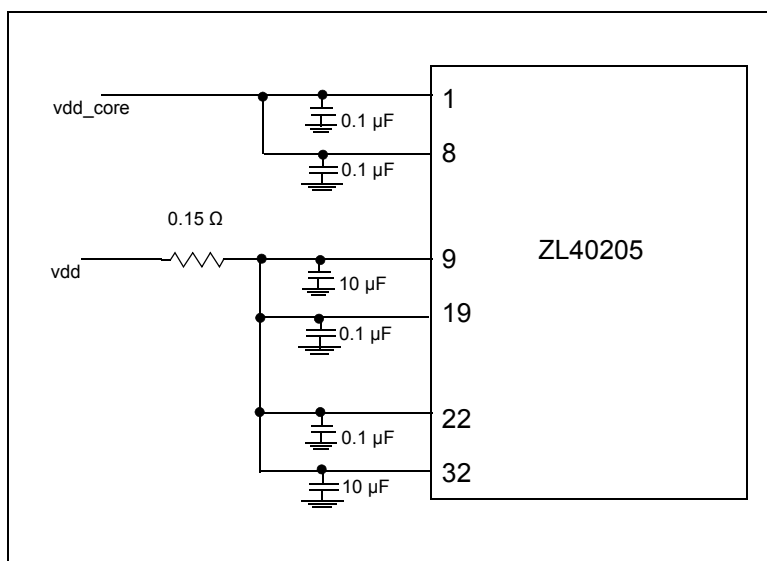 vdd_core
1
0.1 µF
8
0.1 µF
0.15 Ω
vdd
9
ZL40205
10 µF
19
0.1 µF
22
0.1 µF
32
10 µF